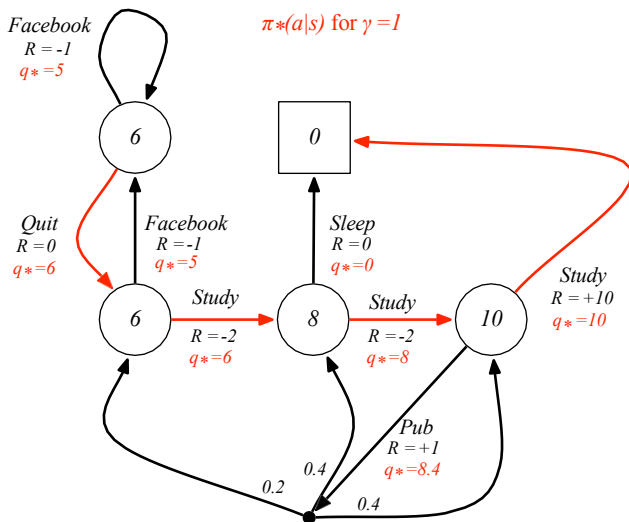 Facebook
R = -1
q* =5
π*(a|s) for γ =1
6
0
Quit
R = 0
q* =6
Facebook
R = -1
q* =5
Sleep
R = 0
q* =0
Study
R = +10
q* =10
6
Study
R = -2
q* =6
8
Study
R = -2
q* =8
10
Pub
R = +1
q* =8.4
0.2
0.4
0.4